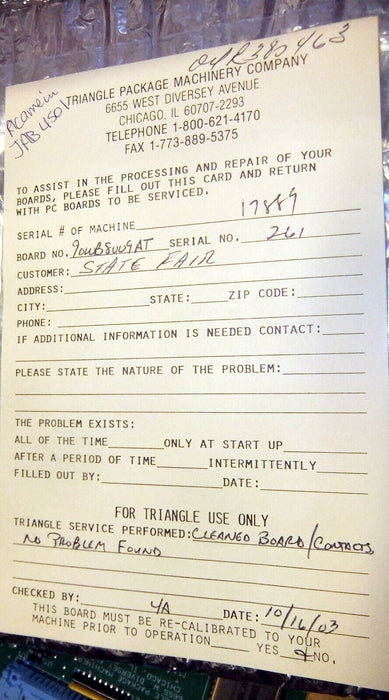 04R385463
Acamein
JAB4501
TRIANGLE PACKAGE MACHINERY COMPANY
6655 WEST DIVERSEY AVENUE
CHICAGO, IL 60707-2293
TELEPHONE 1-800-621-4170
FAX 1-773-889-5375
TO ASSIST IN THE PROCESSING AND REPAIR OF YOUR
BOARDS, PLEASE FILL OUT THIS CARD AND RETURN
WITH PC BOARDS TO BE SERVICED.
SERIAL # OF MACHINE 17889
BOARD NO. 90WB8009AT SERIAL NO. 261
CUSTOMER: STATE FAIR
ADDRESS:
CITY: STATE: ZIP CODE:
PHONE:
IF ADDITIONAL INFORMATION IS NEEDED CONTACT:
PLEASE STATE THE NATURE OF THE PROBLEM:
THE PROBLEM EXISTS:
ALL OF THE TIME ONLY AT START UP
AFTER A PERIOD OF TIME INTERMITTENTLY
FILLED OUT BY: DATE:
FOR TRIANGLE USE ONLY
TRIANGLE SERVICE PERFORMED: CLEANED BOARD/CONTACTS,
NO PROBLEM FOUND
CHECKED BY: YA DATE: 10/16/03
THIS BOARD MUST BE RE-CALIBRATED TO YOUR
MACHINE PRIOR TO OPERATION YES NO.